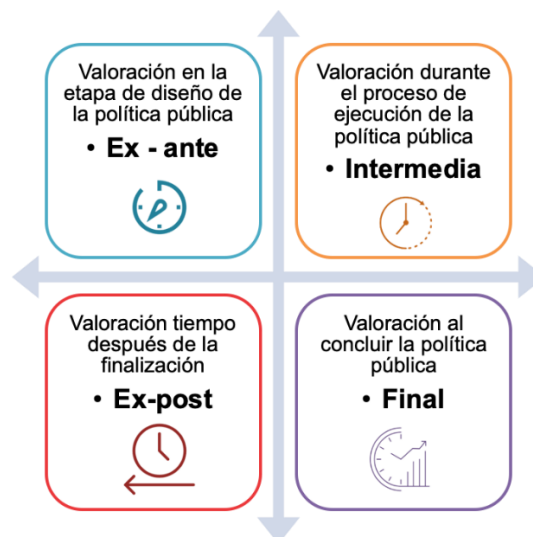 Valoración en la
etapa de diseño de
la política pública
• Ex - ante
Valoración durante
el proceso de
ejecución de la
política pública
• Intermedia
Valoración tiempo
después de la
finalización
• Ex-post
Valoración al
concluir la política
pública
• Final